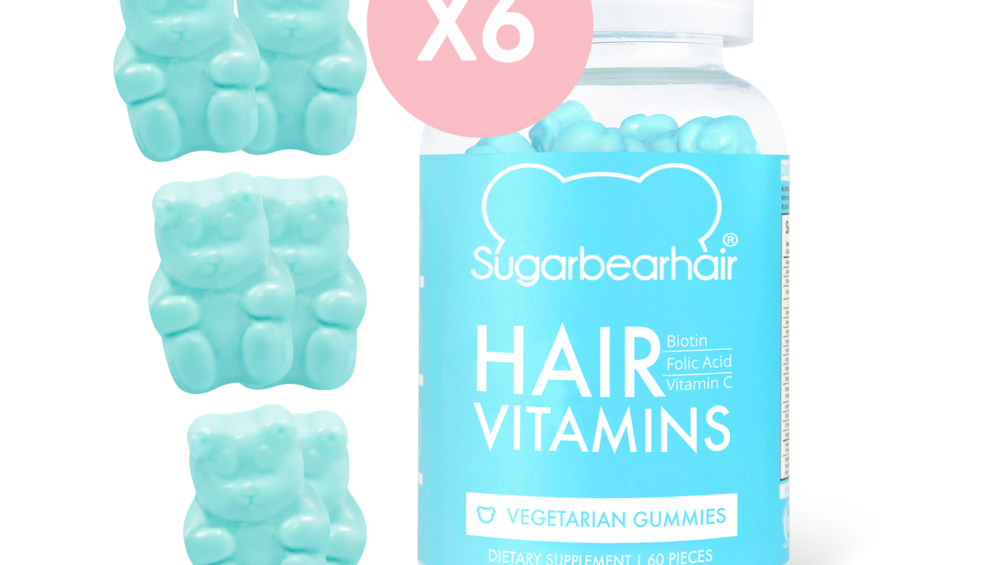 X6
Sugarbearhair®
HAIR
Biotin
Folic Acid
Vitamin C
VITAMINS
VEGETARIAN GUMMIES
DIETARY SUPPLEMENT | 60 PIECES